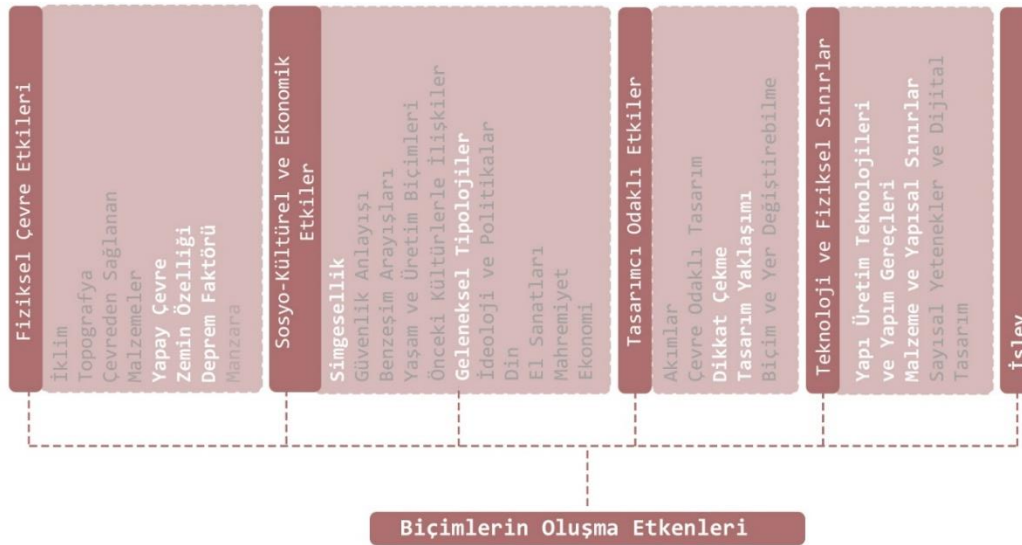 Fiziksel Çevre Etkileri
İklim
Topografya
Çevreden Sağlanan
Malzemeler
Yapay Çevre
Zemin Özelliği
Deprem Faktörü
Manzara
Sosyo-Kültürel ve Ekonomik
Etkiler
Simgesellik
Güvenlik Anlayışı
Benzeşim Arayışları
Yaşam ve Üretim Biçimleri
Önceki Kültürlerle İlişkiler
Geleneksel Tipolojiler
İdeoloji ve Politikalar
Din
El Sanatları
Mahremiyet
Ekonomi
Tasarımcı Odaklı Etkiler
Akımlar
Çevre Odaklı Tasarım
Dikkat Çekme
Tasarım Yaklaşımı
Biçim ve Yer Değiştirebilme
Teknoloji ve Fiziksel Sınırlar
Yapı Üretim Teknolojileri
ve Yapım Gereçleri
Malzeme ve Yapısal Sınırlar
Sayısal Yetenekler ve Dijital
Tasarım
İşlev
Biçimlerin Oluşma Etkenleri